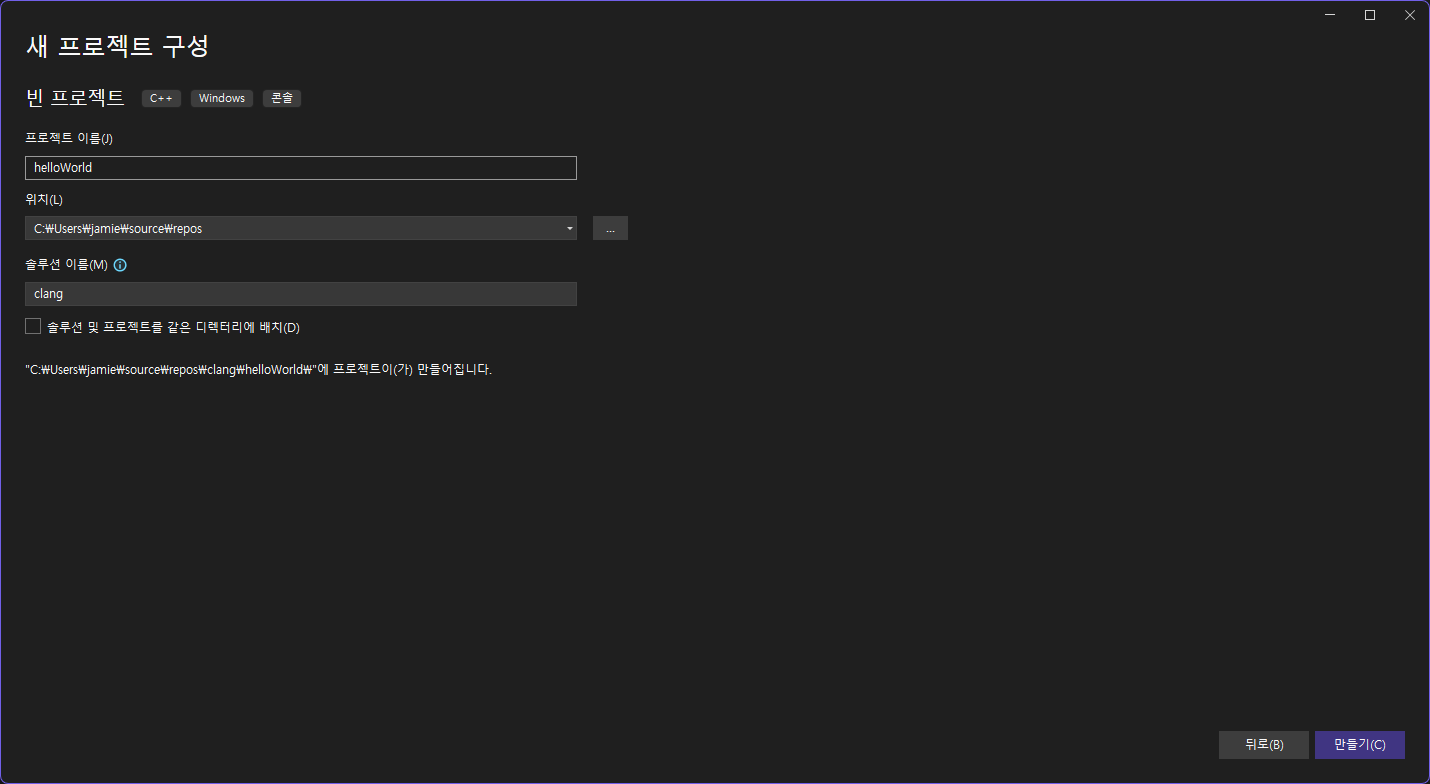 새 프로젝트 구성
빈 프로젝트 C++ Windows 콘솔
프로젝트 이름(J)
helloWorld
위치(L)
C:₩Users₩jamie₩source₩repos ...
솔루션 이름(M)
clang
솔루션 및 프로젝트를 같은 디렉터리에 배치(D)
"C:₩Users₩jamie₩source₩repos₩clang₩helloWorld₩"에 프로젝트이(가) 만들어집니다.
뒤로(B) 만들기(C)